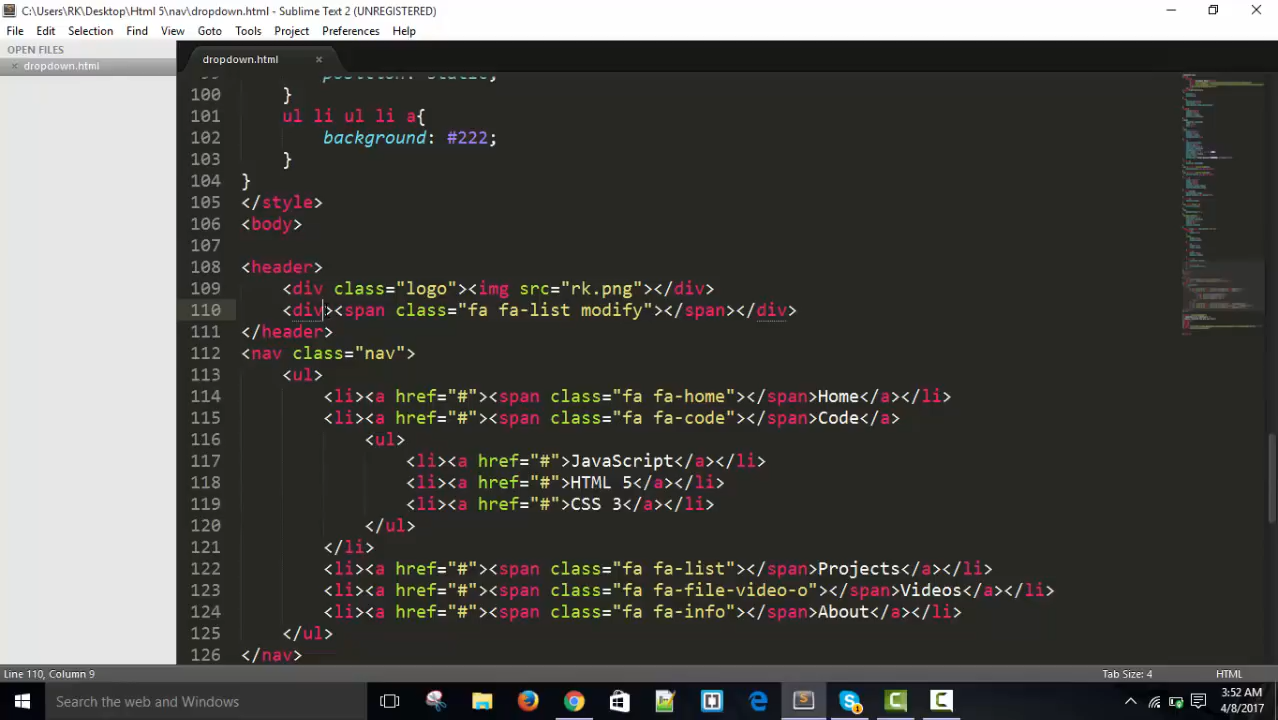 C:\Users\RK\Desktop\Html 5\nav\dropdown.html - Sublime Text 2 (UNREGISTERED)
File Edit Selection Find View Goto Tools Project Preferences Help
OPEN FILES
dropdown.html
dropdown.html
99 position: static;
100 }
101 ul li ul li a{
102 background: #222;
103 }
104 }
105 </style>
106 <body>
107
108 <header>
109 <div class="logo"><img src="rk.png"></div>
110 <div><span class="fa fa-list modify"></span></div>
111 </header>
112 <nav class="nav">
113 <ul>
114 <li><a href="#"><span class="fa fa-home"></span>Home</a></li>
115 <li><a href="#"><span class="fa fa-code"></span>Code</a>
116 <ul>
117 <li><a href="#">JavaScript</a></li>
118 <li><a href="#">HTML 5</a></li>
119 <li><a href="#">CSS 3</a></li>
120 </ul>
121 </li>
122 <li><a href="#"><span class="fa fa-list"></span>Projects</a></li>
123 <li><a href="#"><span class="fa fa-file-video-o"></span>Videos</a></li>
124 <li><a href="#"><span class="fa fa-info"></span>About</a></li>
125 </ul>
126 </nav>
Line 110, Column 9 Tab Size: 4 HTML
Search the web and Windows
3:52 AM
4/8/2017